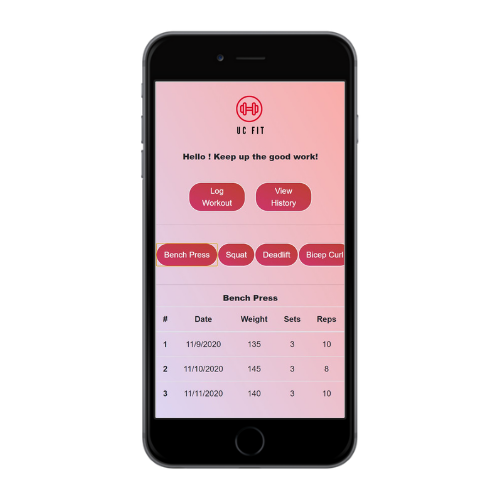 UC FIT
Hello ! Keep up the good work!
Log Workout
View History
Bench Press Squat Deadlift Bicep Curl
Bench Press
# Date Weight Sets Reps
1 11/9/2020 135 3 10
2 11/10/2020 145 3 8
3 11/11/2020 140 3 10